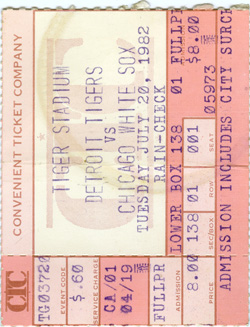 CONVENIENT TICKET COMPANY
CTC
TIGER STADIUM
DETROIT TIGERS
VS
CHICAGO WHITE SOX
TUESDAY JULY 20, 1982
RAIN-CHECK
LOWER BOX 138 01 FULLPR
01 001 05973 $8.00
SEAT
8.00 138 01
PRICE SEC/BOX ROW
ADMISSION INCLUDES CITY SURCH
TG03720
EVENT CODE
$.60
SERVICE CHARGE
CA/01
04/19
FULLPR
ADMISSION